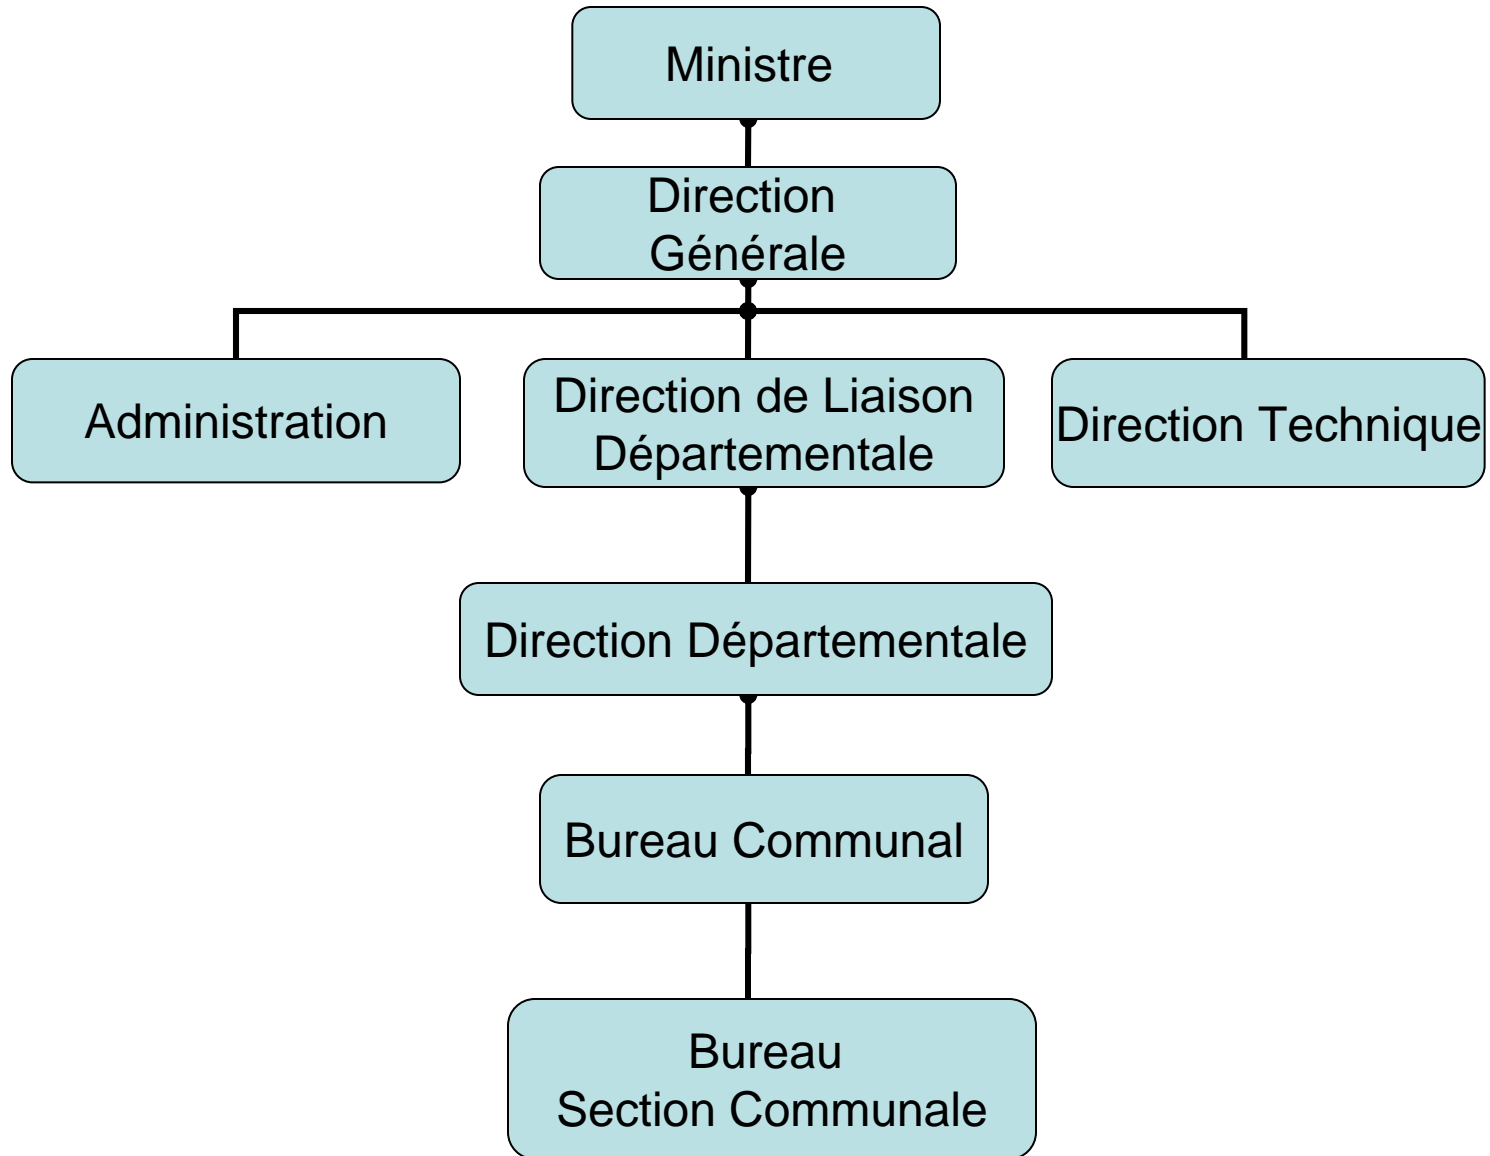 Ministre
Direction
Générale
Administration
Direction de Liaison
Départementale
Direction Technique
Direction Départementale
Bureau Communal
Bureau
Section Communale